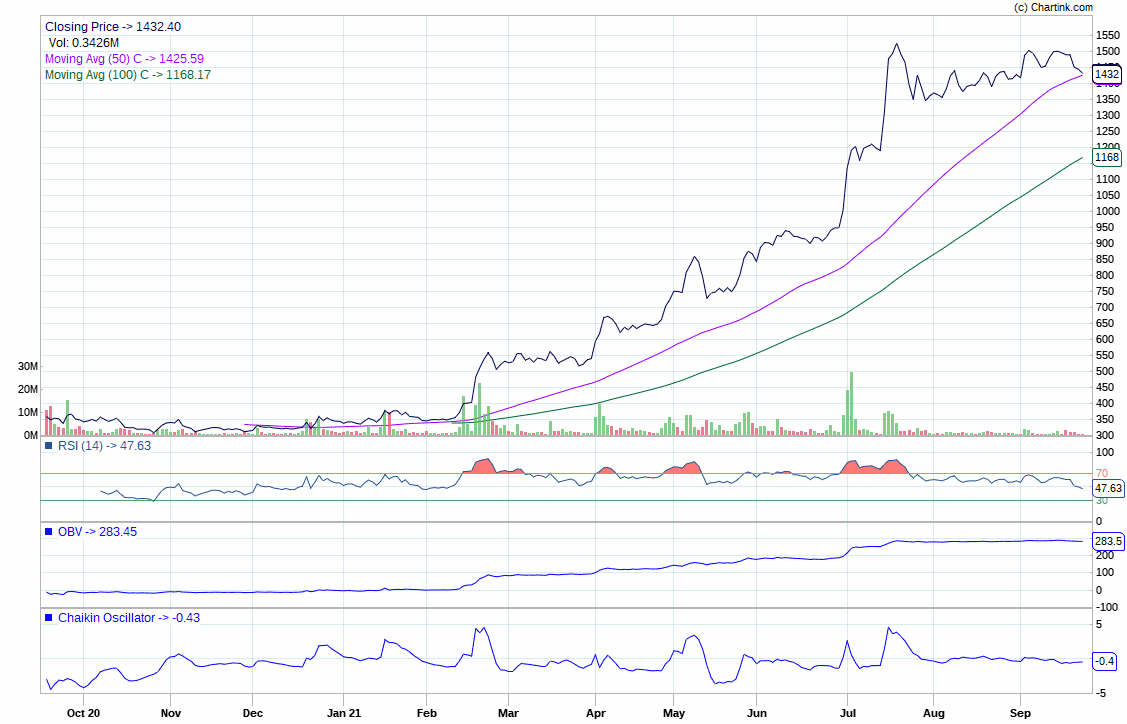 (c) Chartink.com
Closing Price -> 1432.40
Vol: 0.3426M
Moving Avg (50) C -> 1425.59
Moving Avg (100) C -> 1168.17
1550
1500
1432
1350
1300
1250
1200
1168
1100
1050
1000
950
900
850
800
750
700
650
600
550
500
450
400
350
300
30M
20M
10M
0M
RSI (14) -> 47.63
100
70
47.63
30
0
OBV -> 283.45
283.5
200
100
0
-100
Chaikin Oscillator -> -0.43
5
-0.4
-5
Oct 20 Nov Dec Jan 21 Feb Mar Apr May Jun Jul Aug Sep